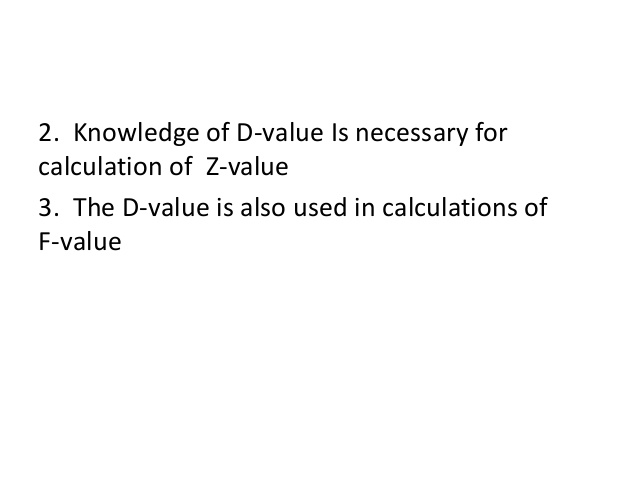 2.  Knowledge of D-value Is necessary for
calculation of  Z-value
3.  The D-value is also used in calculations of
F-value